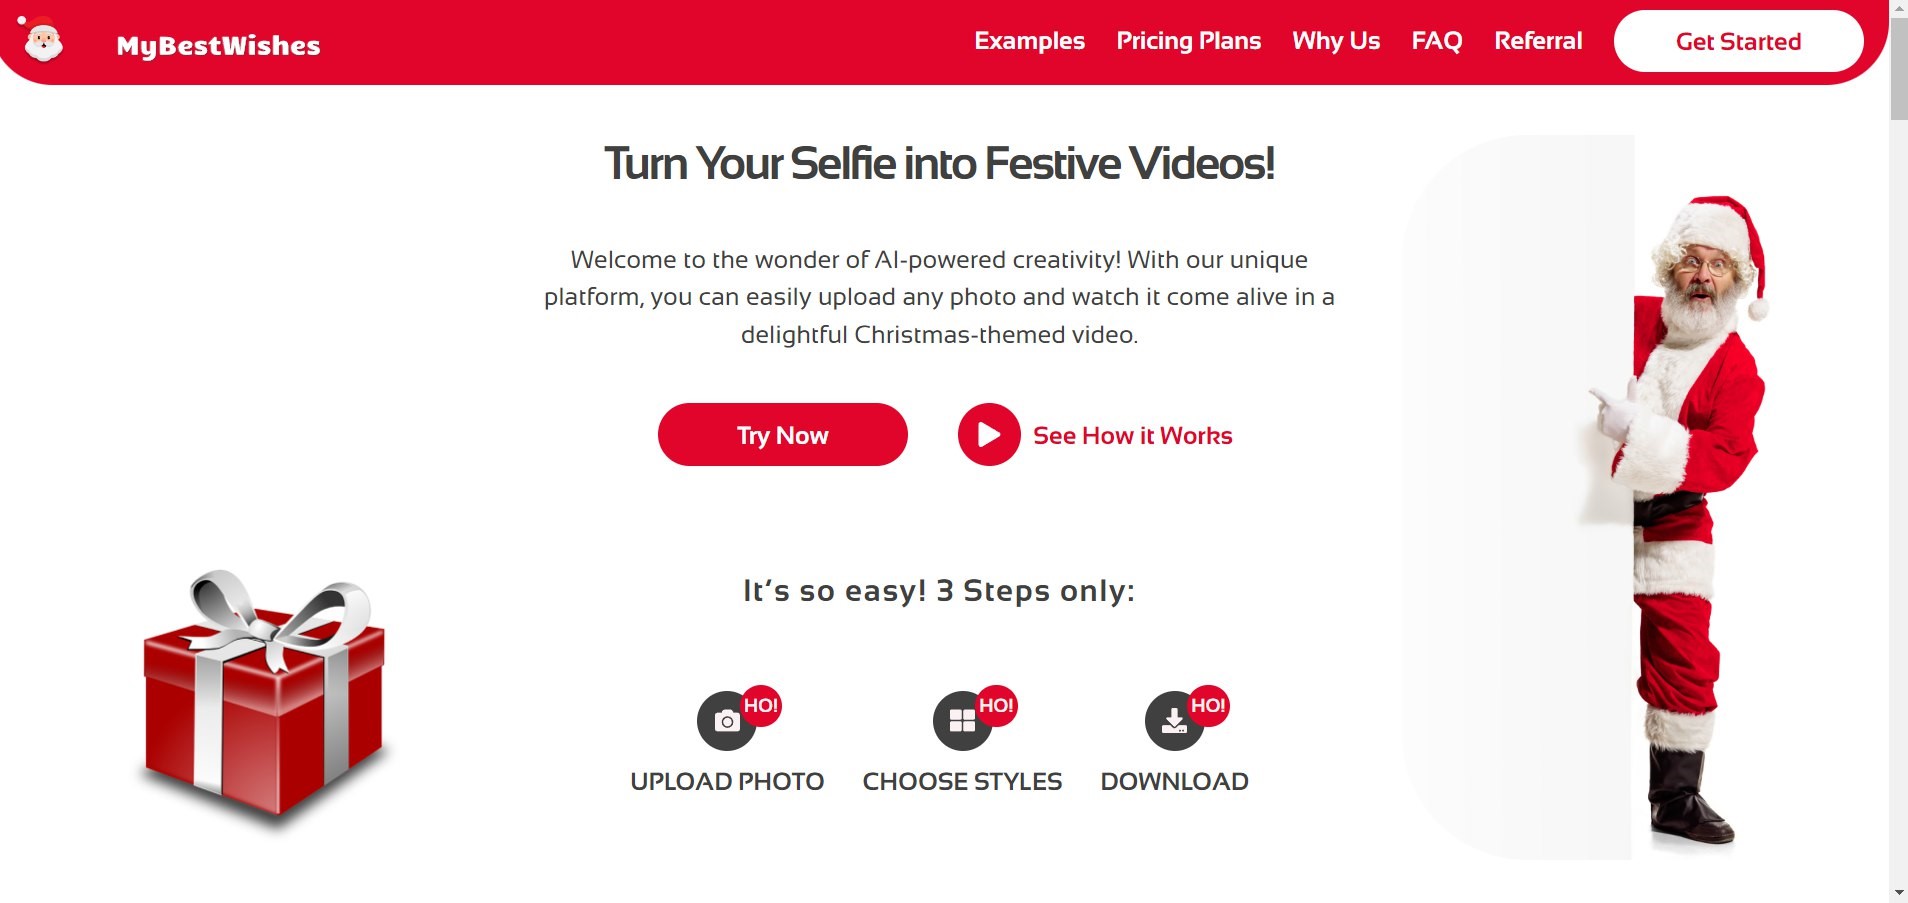 MyBestWishes
Examples
Pricing Plans
Why Us
FAQ
Referral
Get Started
Turn Your Selfie into Festive Videos!
Welcome to the wonder of AI-powered creativity! With our unique
platform, you can easily upload any photo and watch it come alive in a
delightful Christmas-themed video.
Try Now
See How it Works
It's so easy! 3 Steps only:
HO!
HO!
HO!
UPLOAD PHOTO
CHOOSE STYLES
DOWNLOAD